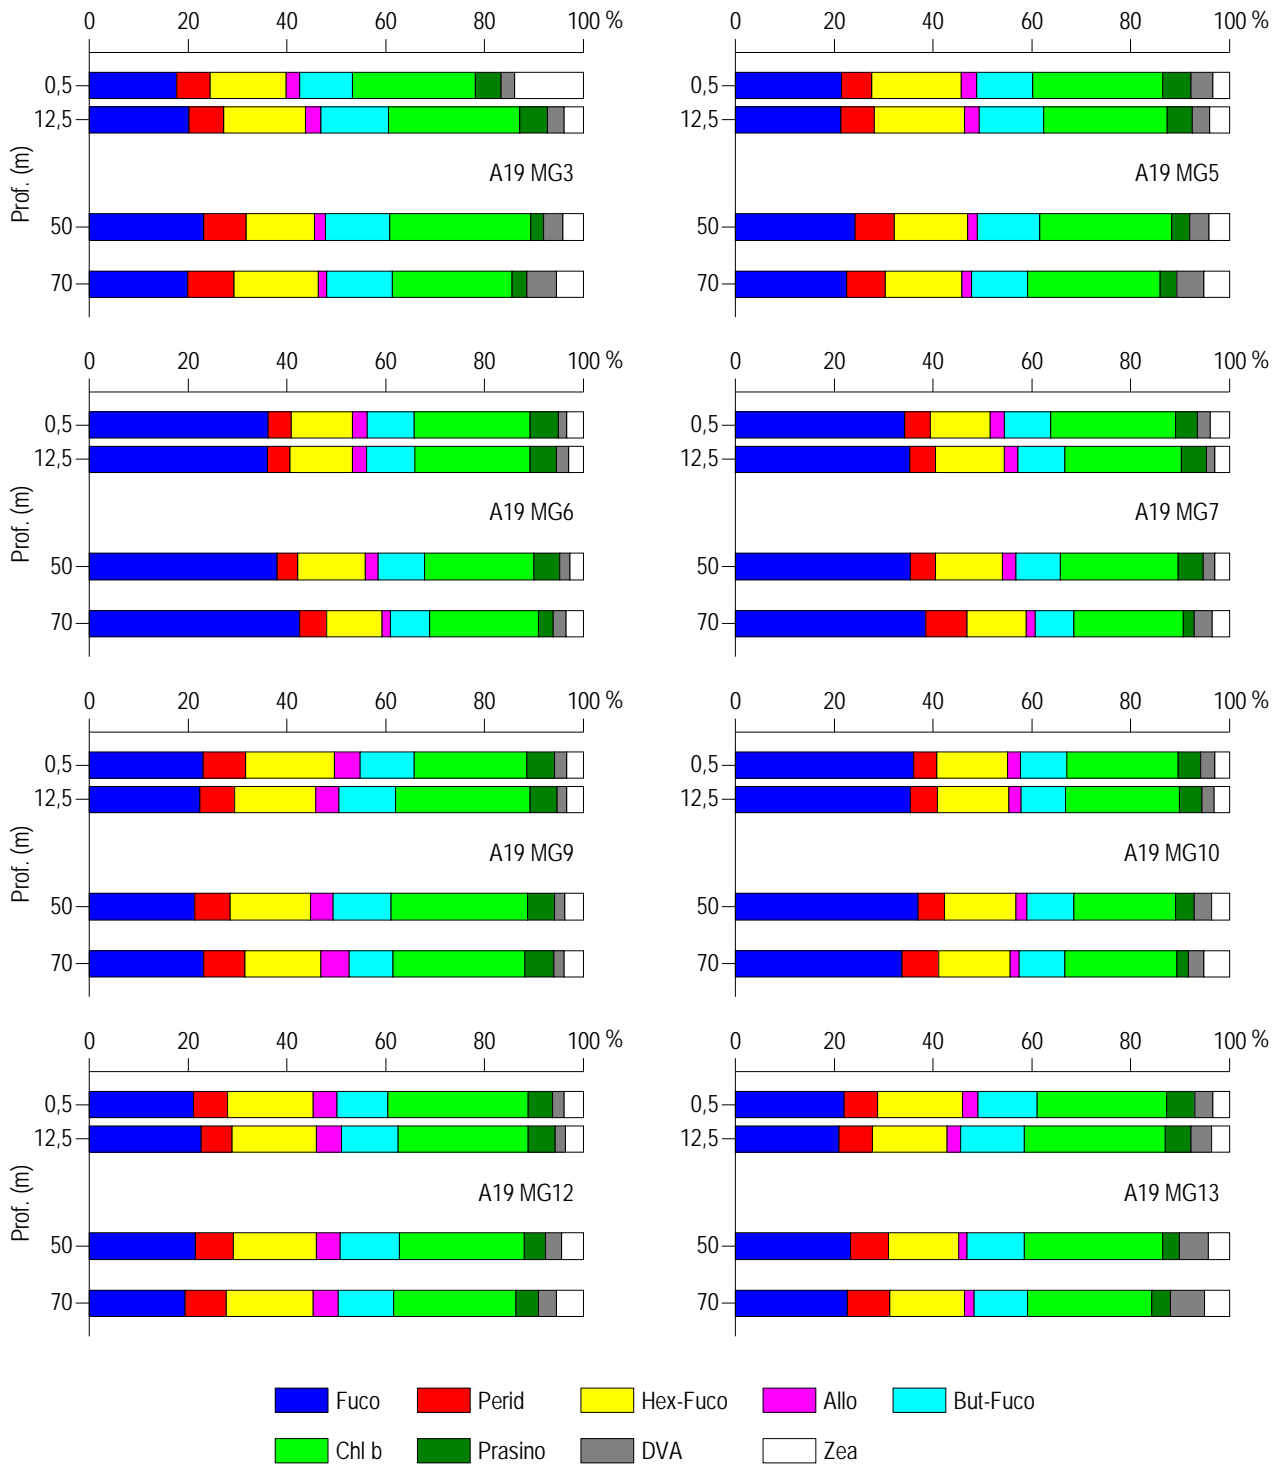 0 20 40 60 80 100 % 0 20 40 60 80 100 %
0,5 0,5
12,5 12,5
Prof. (m) A19 MG3 A19 MG5
50 50
70 70
0 20 40 60 80 100 % 0 20 40 60 80 100 %
0,5 0,5
12,5 12,5
Prof. (m) A19 MG6 A19 MG7
50 50
70 70
0 20 40 60 80 100 % 0 20 40 60 80 100 %
0,5 0,5
12,5 12,5
Prof. (m) A19 MG9 A19 MG10
50 50
70 70
0 20 40 60 80 100 % 0 20 40 60 80 100 %
0,5 0,5
12,5 12,5
Prof. (m) A19 MG12 A19 MG13
50 50
70 70
Fuco Perid Hex-Fuco Allo But-Fuco
Chl b Prasino DVA Zea